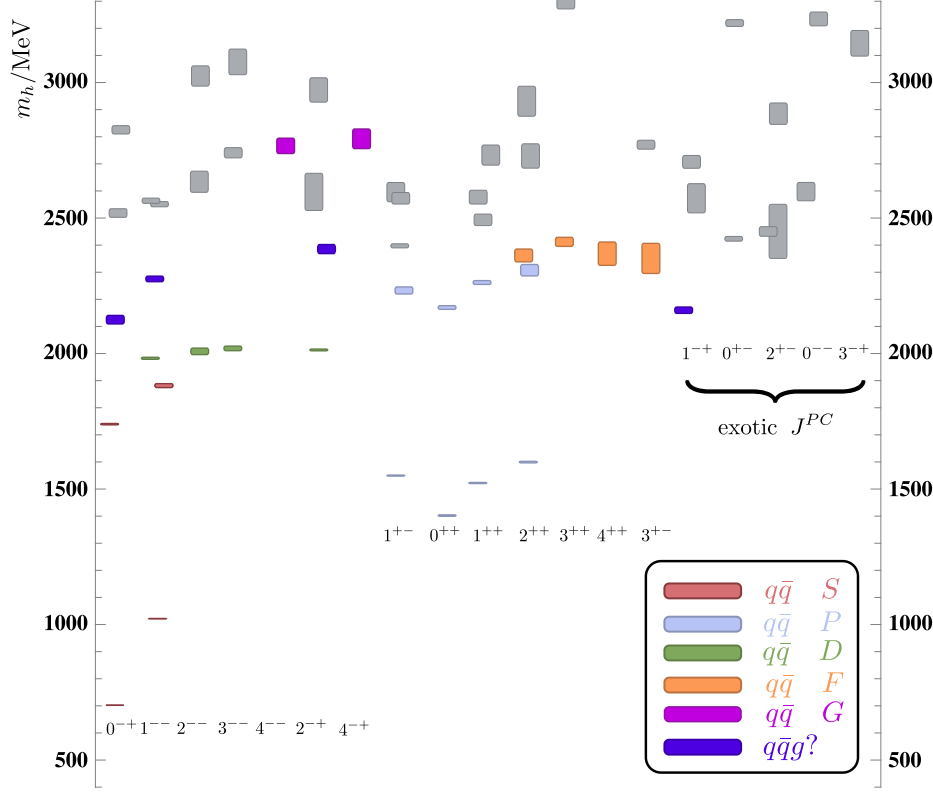 m_h/MeV
3000 3000
2500 2500
2000 2000
1^{-+} 0^{+-} 2^{+-} 0^{--} 3^{-+}
exotic J^{PC}
1500 1500
1^{+-} 0^{++} 1^{++} 2^{++} 3^{++} 4^{++} 3^{+-}
qq̄ S
1000 1000
qq̄ P
qq̄ D
qq̄ F
qq̄ G
0^{-+} 1^{--} 2^{--} 3^{--} 4^{--} 2^{-+} 4^{-+}
qq̄g?
500 500